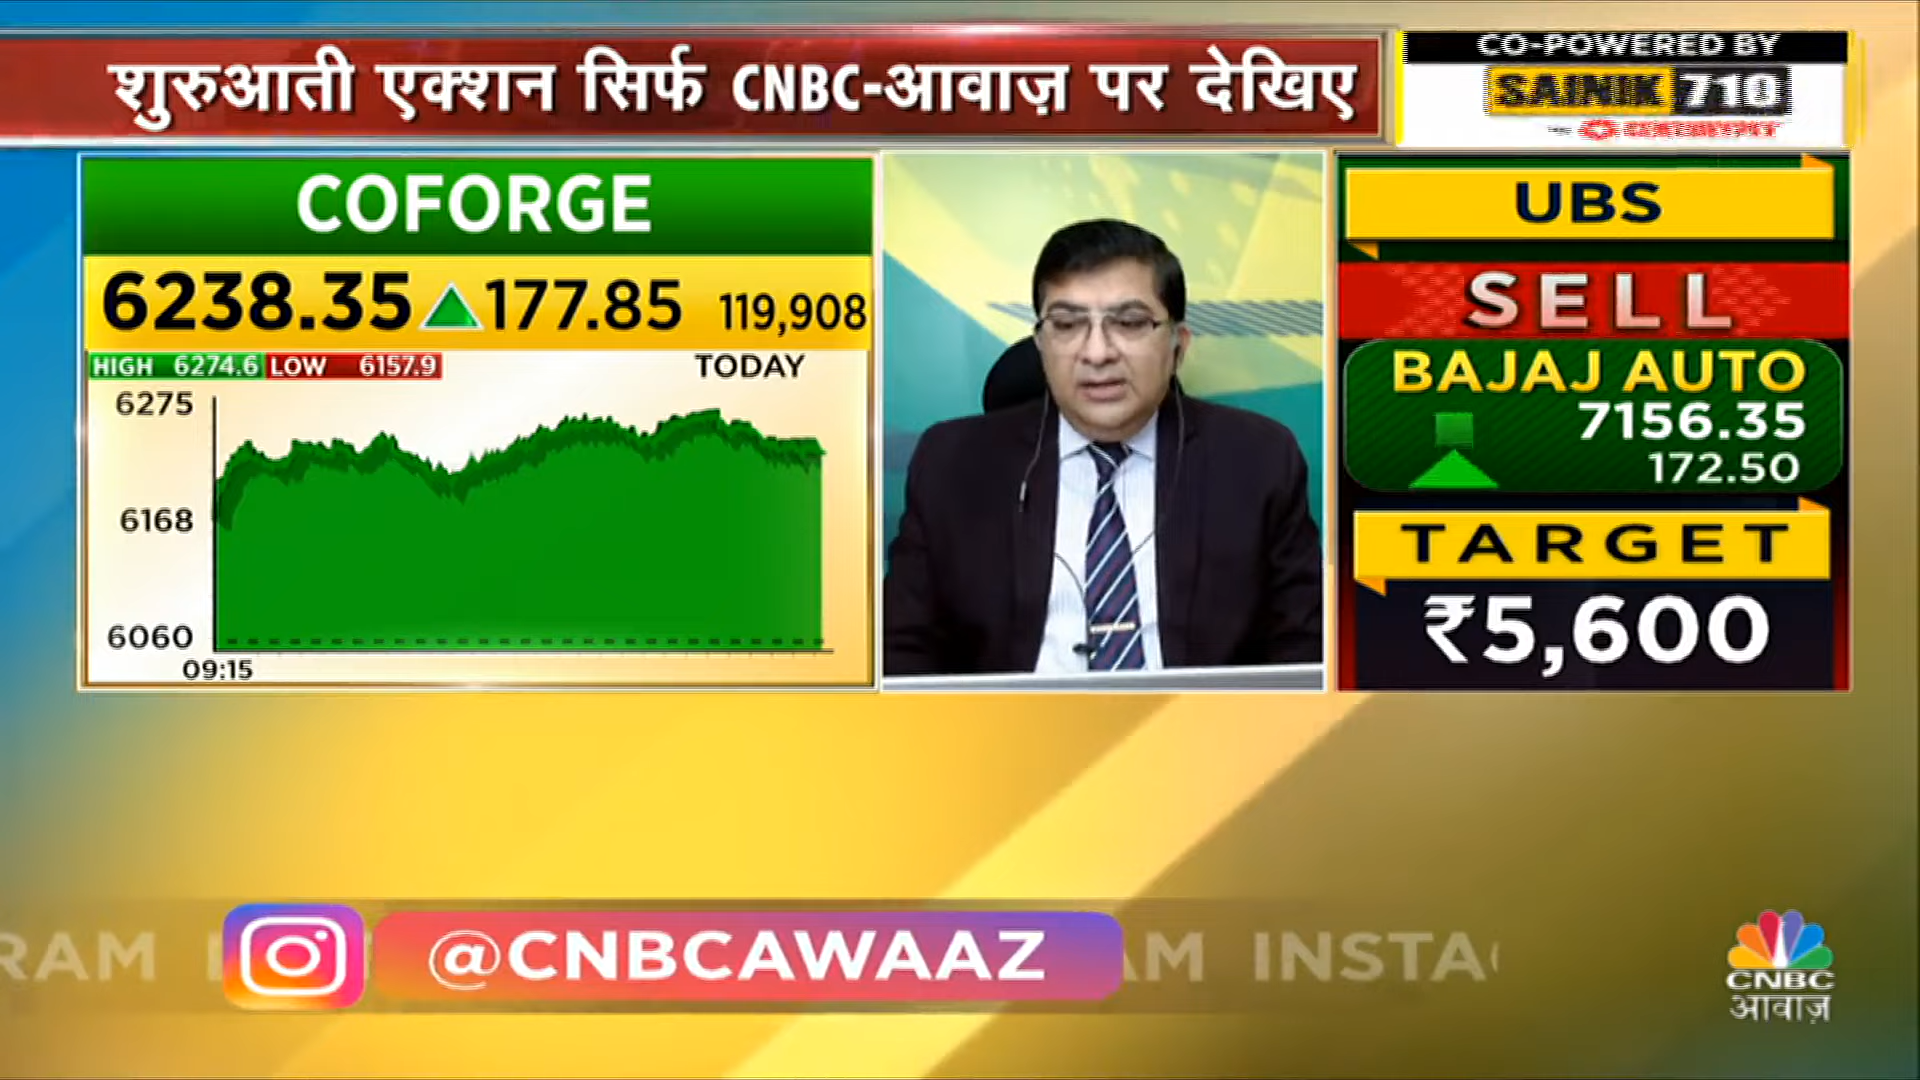 शुरुआती एक्शन सिर्फ CNBC-आवाज़ पर देखिए
CO-POWERED BY
SAINIK 710
COFORGE
6238.35 177.85 119,908
HIGH 6274.6 LOW 6157.9 TODAY
6275
6168
6060
09:15
UBS
SELL
BAJAJ AUTO
7156.35
172.50
TARGET
₹5,600
RAM @CNBCAWAAZ AM INSTA
CNBC
आवाज़